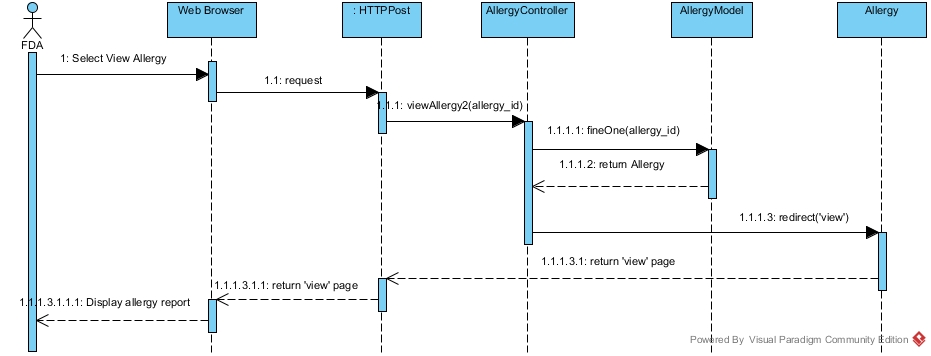 Web Browser
: HTTPPost
AllergyController
AllergyModel
Allergy
FDA
1: Select View Allergy
1.1: request
1.1.1: viewAllergy2(allergy_id)
1.1.1.1: fineOne(allergy_id)
1.1.1.2: return Allergy
1.1.1.3: redirect('view')
1.1.1.3.1: return 'view' page
1.1.1.3.1.1: return 'view' page
1.1.1.3.1.1.1: Display allergy report
Powered By Visual Paradigm Community Edition